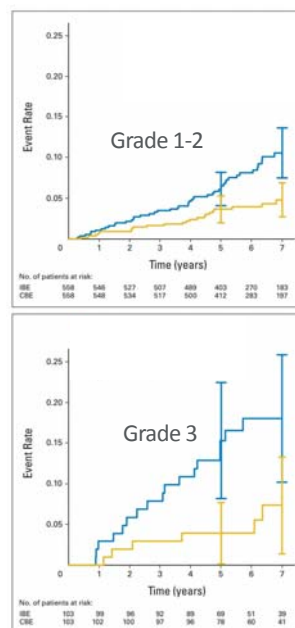 0.25
0.20
0.15
0.10
0.05
Event Rate
Grade 1-2
0 1 2 3 4 5 6 7
Time (years)
No. of patients at risk:
IBE 558 546 527 507 489 403 270 183
CBE 558 548 534 517 500 412 283 197
0.25
0.20
0.15
0.10
0.05
Event Rate
Grade 3
0 1 2 3 4 5 6 7
Time (years)
No. of patients at risk:
IBE 103 99 96 92 89 69 51 39
CBE 103 102 100 97 96 78 60 41